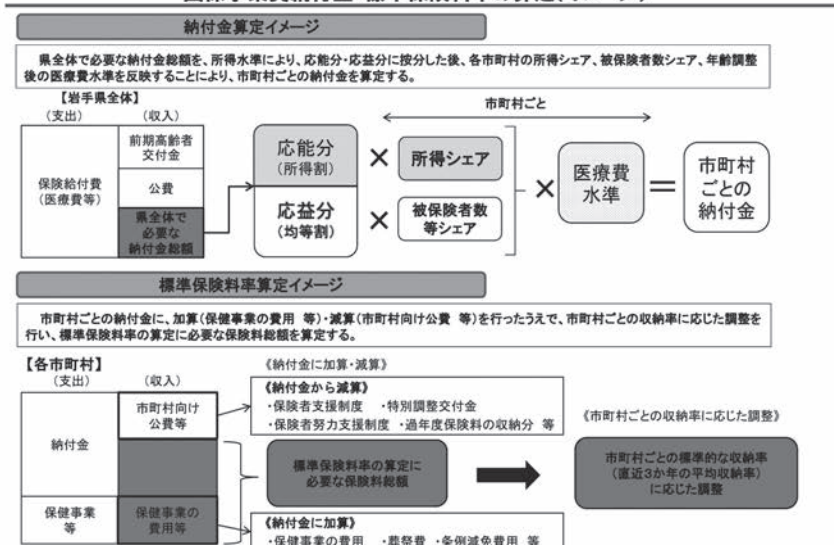 納付金算定イメージ
県全体で必要な納付金総額を、所得水準により、応能分・応益分に按分した後、各市町村の所得シェア、被保険者数シェア、年齢調整
後の医療費水準を反映することにより、市町村ごとの納付金を算定する。
【岩手県全体】
（支出）
（収入）
市町村ごと
保険給付費
（医療費等）
前期高齢者
交付金
公費
県全体で
必要な
納付金総額
応能分
（所得割）
×
所得シェア
応益分
（均等割）
×
被保険者数
等シェア
×
医療費
水準
＝
市町村
ごとの
納付金
標準保険料率算定イメージ
市町村ごとの納付金に、加算（保健事業の費用 等）・減算（市町村向け公費 等）を行ったうえで、市町村ごとの収納率に応じた調整を
行い、標準保険料率の算定に必要な保険料総額を算定する。
【各市町村】
（支出）
（収入）
納付金
保健事業
等
市町村向け
公費等
保健事業の
費用等
《納付金に加算・減算》
《納付金から減算》
・保険者支援制度 ・特別調整交付金
・保険者努力支援制度 ・過年度保険料の収納分 等
標準保険料率の算定に
必要な保険料総額
《納付金に加算》
・保健事業の費用 ・葬祭費 ・条例減免費用 等
《市町村ごとの収納率に応じた調整》
市町村ごとの標準的な収納率
（直近3か年の平均収納率）
に応じた調整